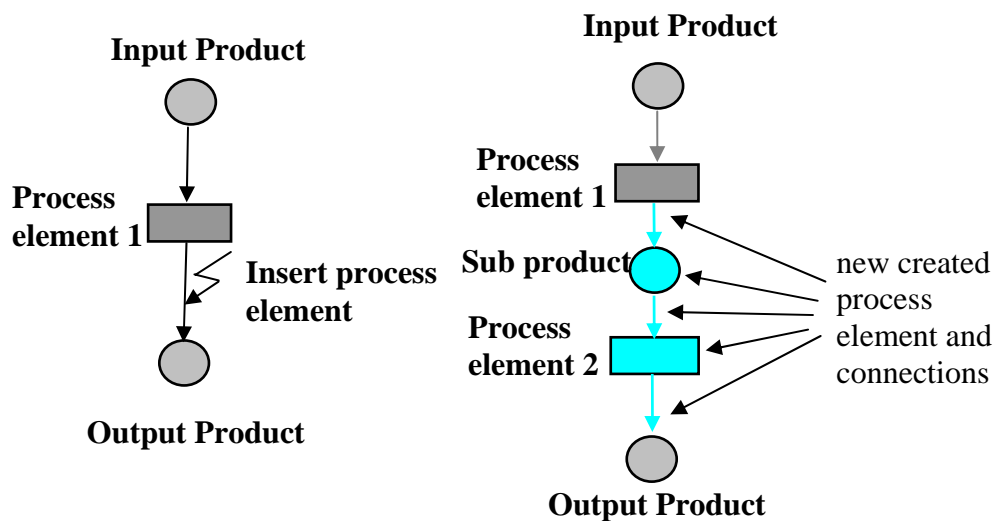 Input Product
Process
element 1
Insert process
element
Output Product
Input Product
Process
element 1
Sub product
Process
element 2
Output Product
new created
process
element and
connections